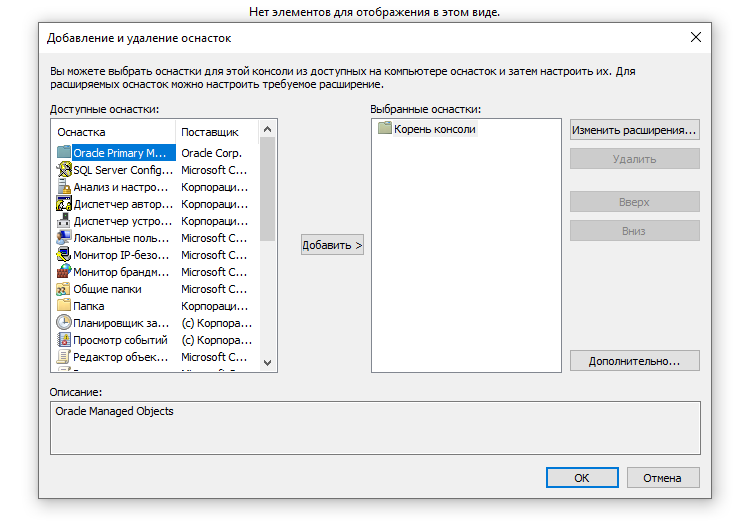 Нет элементов для отображения в этом виде.
Добавление и удаление оснасток
Вы можете выбрать оснастки для этой консоли из доступных на компьютере оснасток и затем настроить их. Для
расширяемых оснасток можно настроить требуемое расширение.
Доступные оснастки:
Выбранные оснастки:
Оснастка Поставщик
Oracle Primary M... Oracle Corp.
SQL Server Config... Microsoft C...
Анализ и настро... Корпораци...
Диспетчер автор... Корпораци...
Диспетчер устро... Корпораци...
Локальные поль... Microsoft C...
Монитор IP-безо... Корпораци...
Монитор брандм... Microsoft C...
Общие папки Microsoft C...
Папка Корпораци...
Планировщик за... (c) Корпора...
Просмотр событий (c) Корпора...
Редактор объек... Microsoft C...
Добавить >
Корень консоли
Изменить расширения...
Удалить
Вверх
Вниз
Дополнительно...
Описание:
Oracle Managed Objects
ОК
Отмена